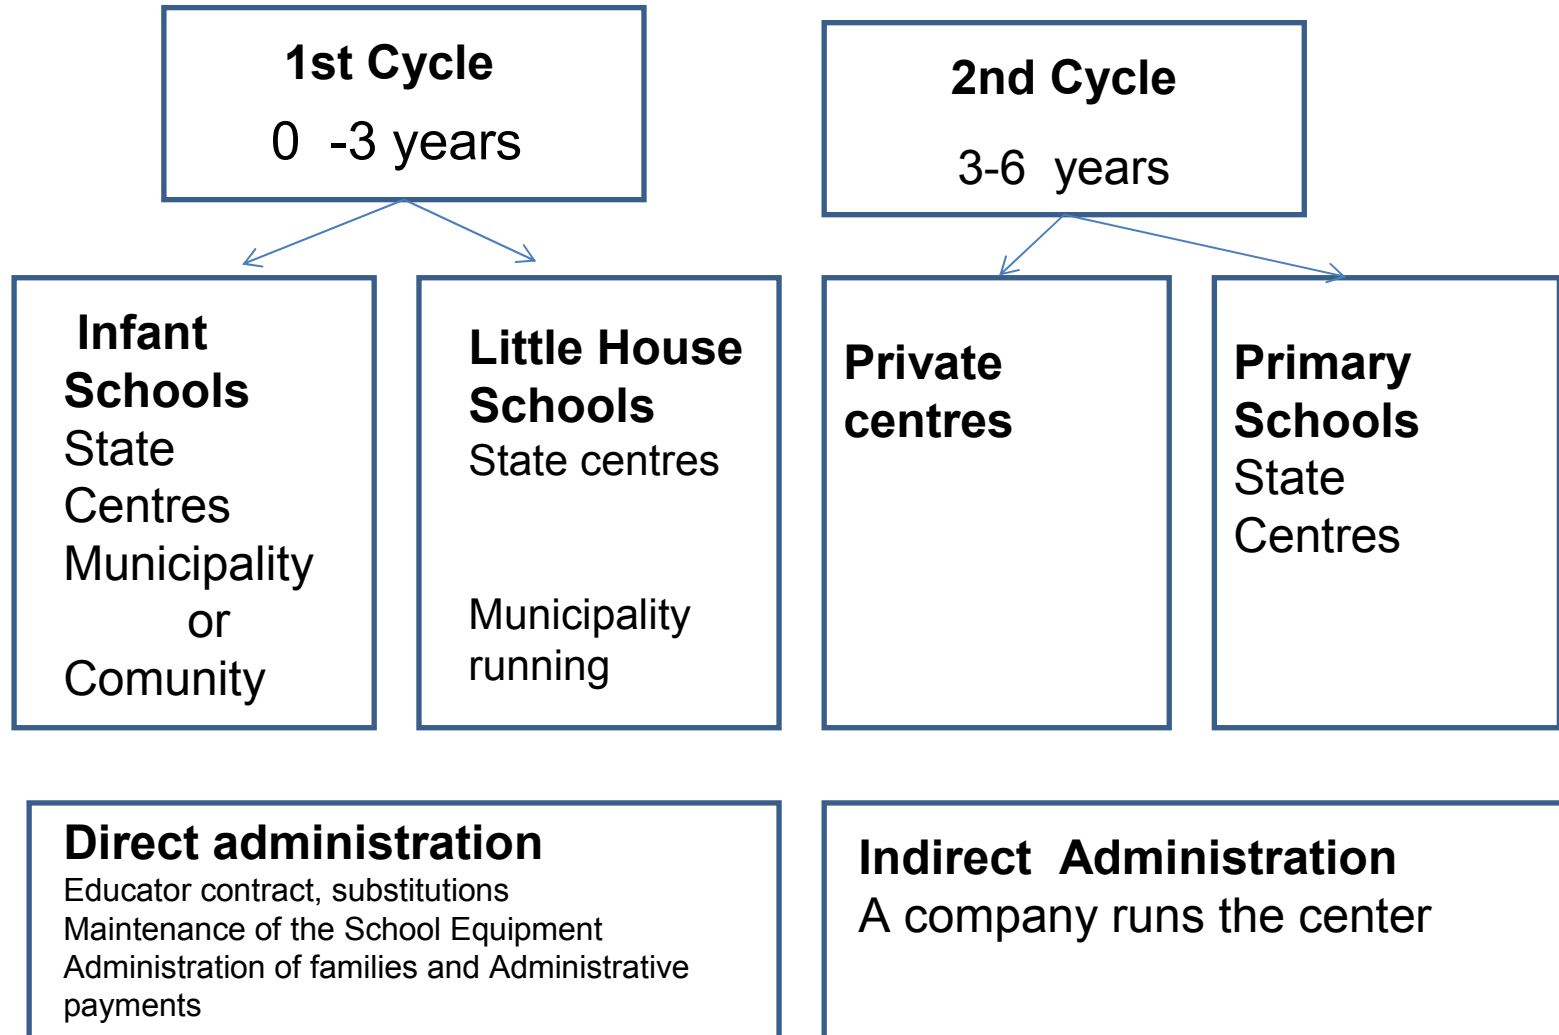 1st Cycle
0 -3 years
2nd Cycle
3-6 years
Infant
Schools
State
Centres
Municipality
or
Comunity
Little House
Schools
State centres
Municipality
running
Private
centres
Primary
Schools
State
Centres
Direct administration
Educator contract, substitutions
Maintenance of the School Equipment
Administration of families and Administrative
payments
Indirect Administration
A company runs the center